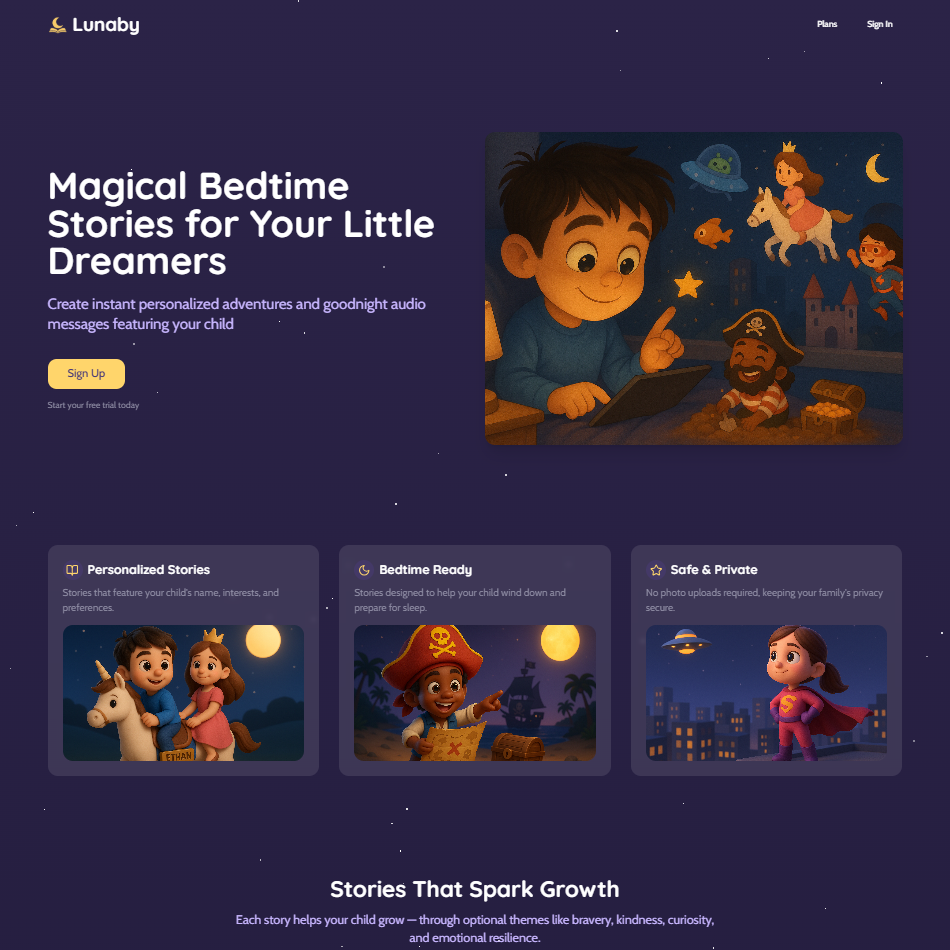 Lunaby
Plans
Sign In
Magical Bedtime
Stories for Your Little
Dreamers
Create instant personalized adventures and goodnight audio
messages featuring your child
Sign Up
Start your free trial today
Personalized Stories
Stories that feature your child's name, interests, and
preferences.
ETHAN
Bedtime Ready
Stories designed to help your child wind down and
prepare for sleep.
Safe & Private
No photo uploads required, keeping your family's privacy
secure.
S
Stories That Spark Growth
Each story helps your child grow — through optional themes like bravery, kindness, curiosity,
and emotional resilience.